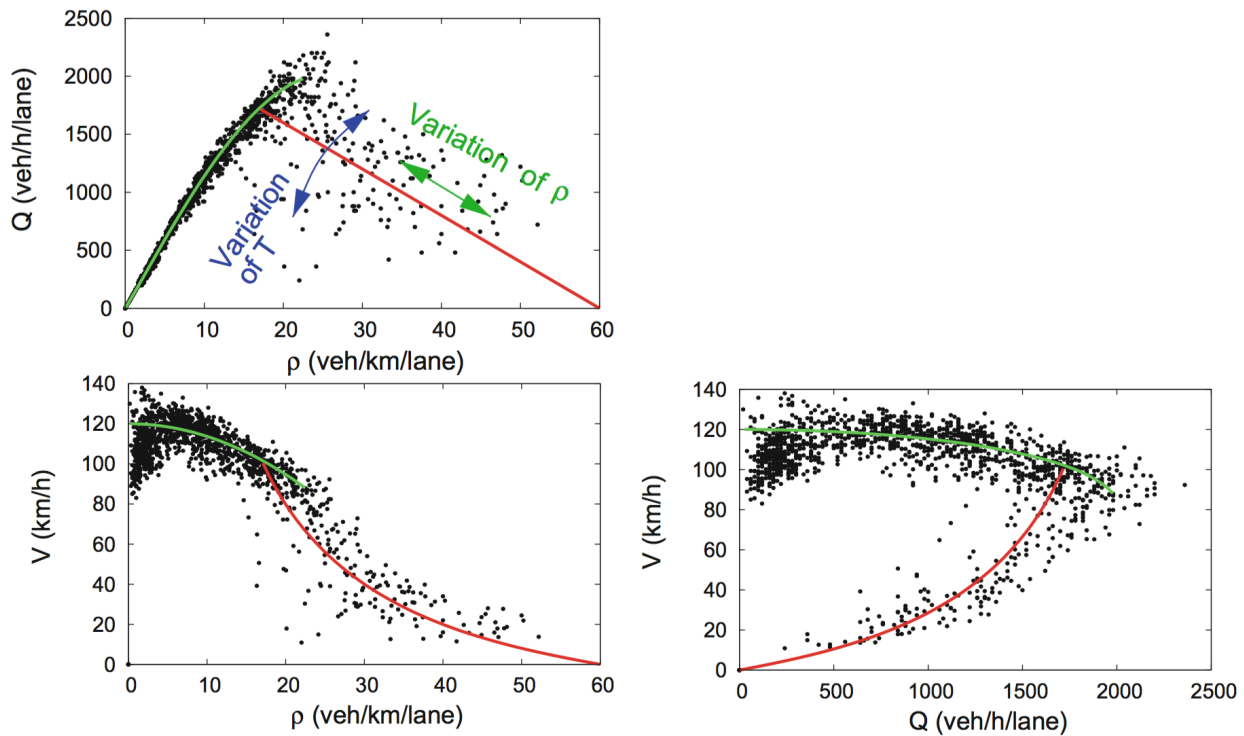 2500
2000
1500
1000
500
0
Q (veh/h/lane)
Variation
of T
Variation of ρ
0 10 20 30 40 50 60
ρ (veh/km/lane)
140
120
100
80
60
40
20
0
V (km/h)
0 10 20 30 40 50 60
ρ (veh/km/lane)
140
120
100
80
60
40
20
0
V (km/h)
0 500 1000 1500 2000 2500
Q (veh/h/lane)